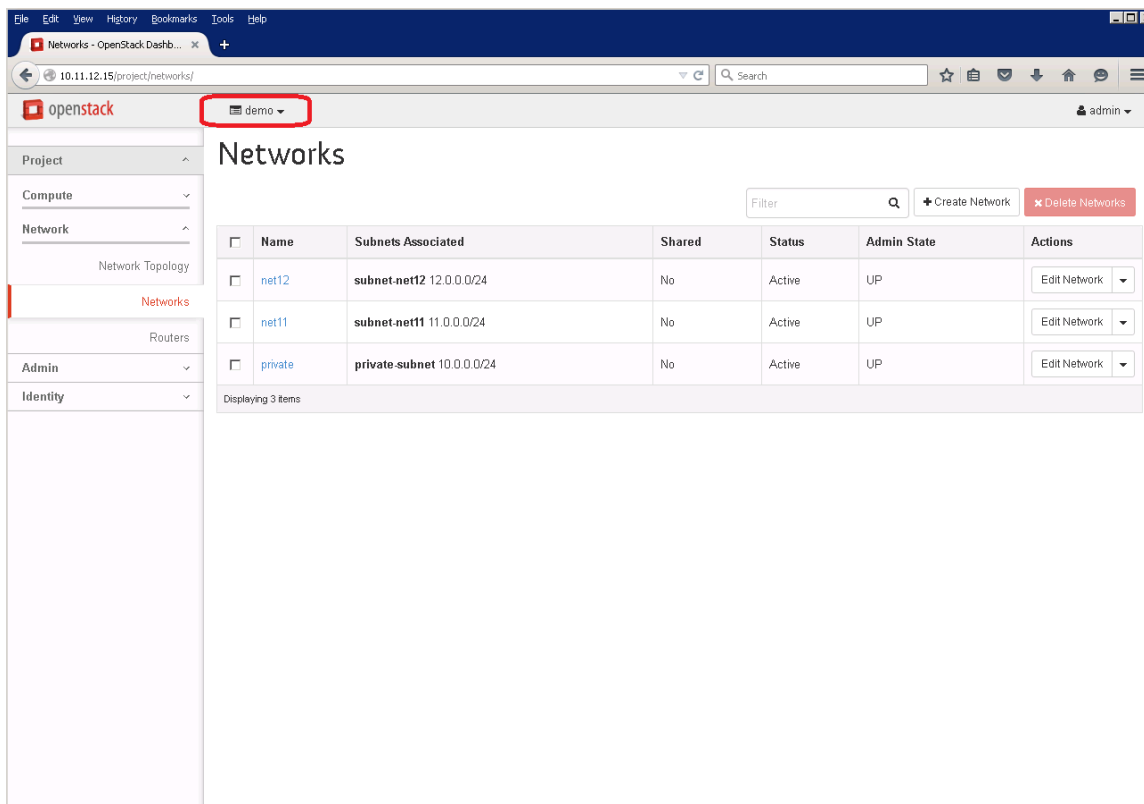 File Edit View History Bookmarks Tools Help
Networks - OpenStack Dashb...
10.11.12.15/project/networks/ Search
openstack demo admin
Networks
Project
Compute
Network
Network Topology
Networks
Routers
Admin
Identity
Filter Create Network Delete Networks
Name Subnets Associated Shared Status Admin State Actions
net12 subnet-net12 12.0.0.0/24 No Active UP Edit Network
net11 subnet-net11 11.0.0.0/24 No Active UP Edit Network
private private-subnet 10.0.0.0/24 No Active UP Edit Network
Displaying 3 items